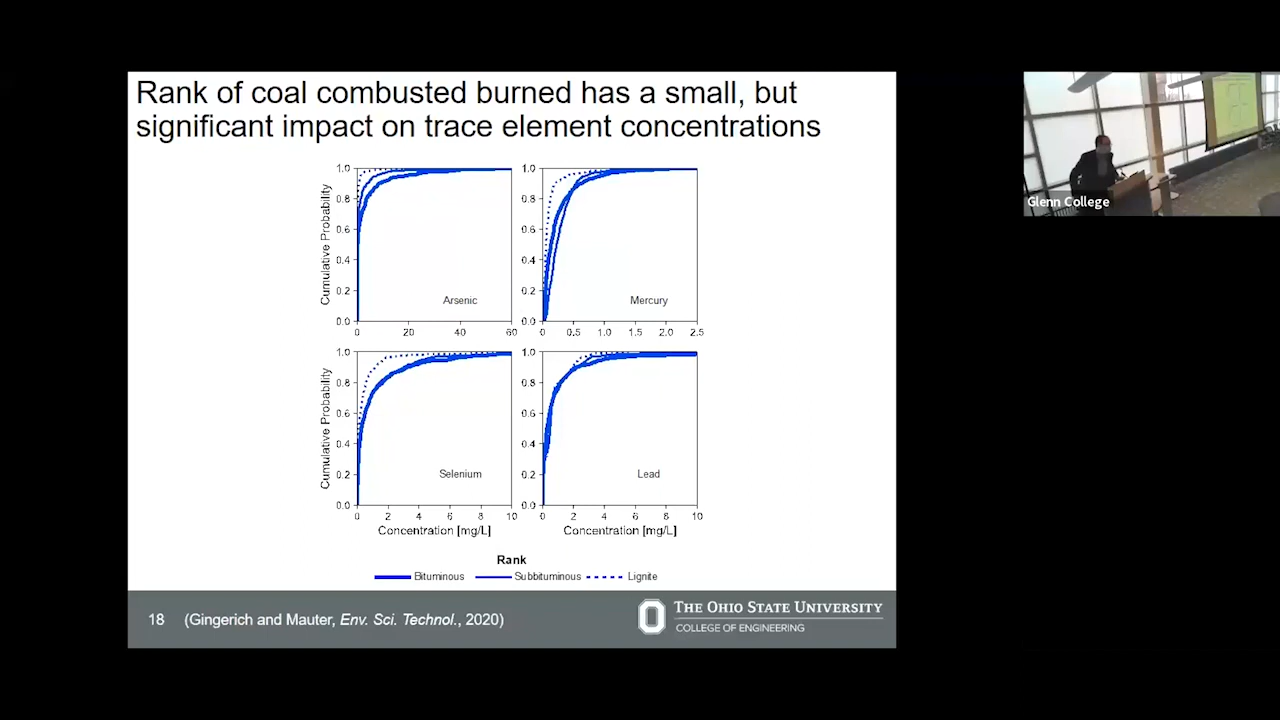 Rank of coal combusted burned has a small, but
significant impact on trace element concentrations
Cumulative Probability
1.0
0.8
0.6
0.4
0.2
0.0
0
20
40
60
Arsenic
1.0
0.8
0.6
0.4
0.2
0.0
0
0.5
1.0
1.5
2.0
2.5
Mercury
Cumulative Probability
1.0
0.8
0.6
0.4
0.2
0.0
0
2
4
6
8
10
Selenium
Concentration [mg/L]
1.0
0.8
0.6
0.4
0.2
0.0
0
2
4
6
8
10
Lead
Concentration [mg/L]
Rank
Bituminous Subbituminous Lignite
18 (Gingerich and Mauter, Env. Sci. Technol., 2020)
THE OHIO STATE UNIVERSITY
COLLEGE OF ENGINEERING
Glenn College